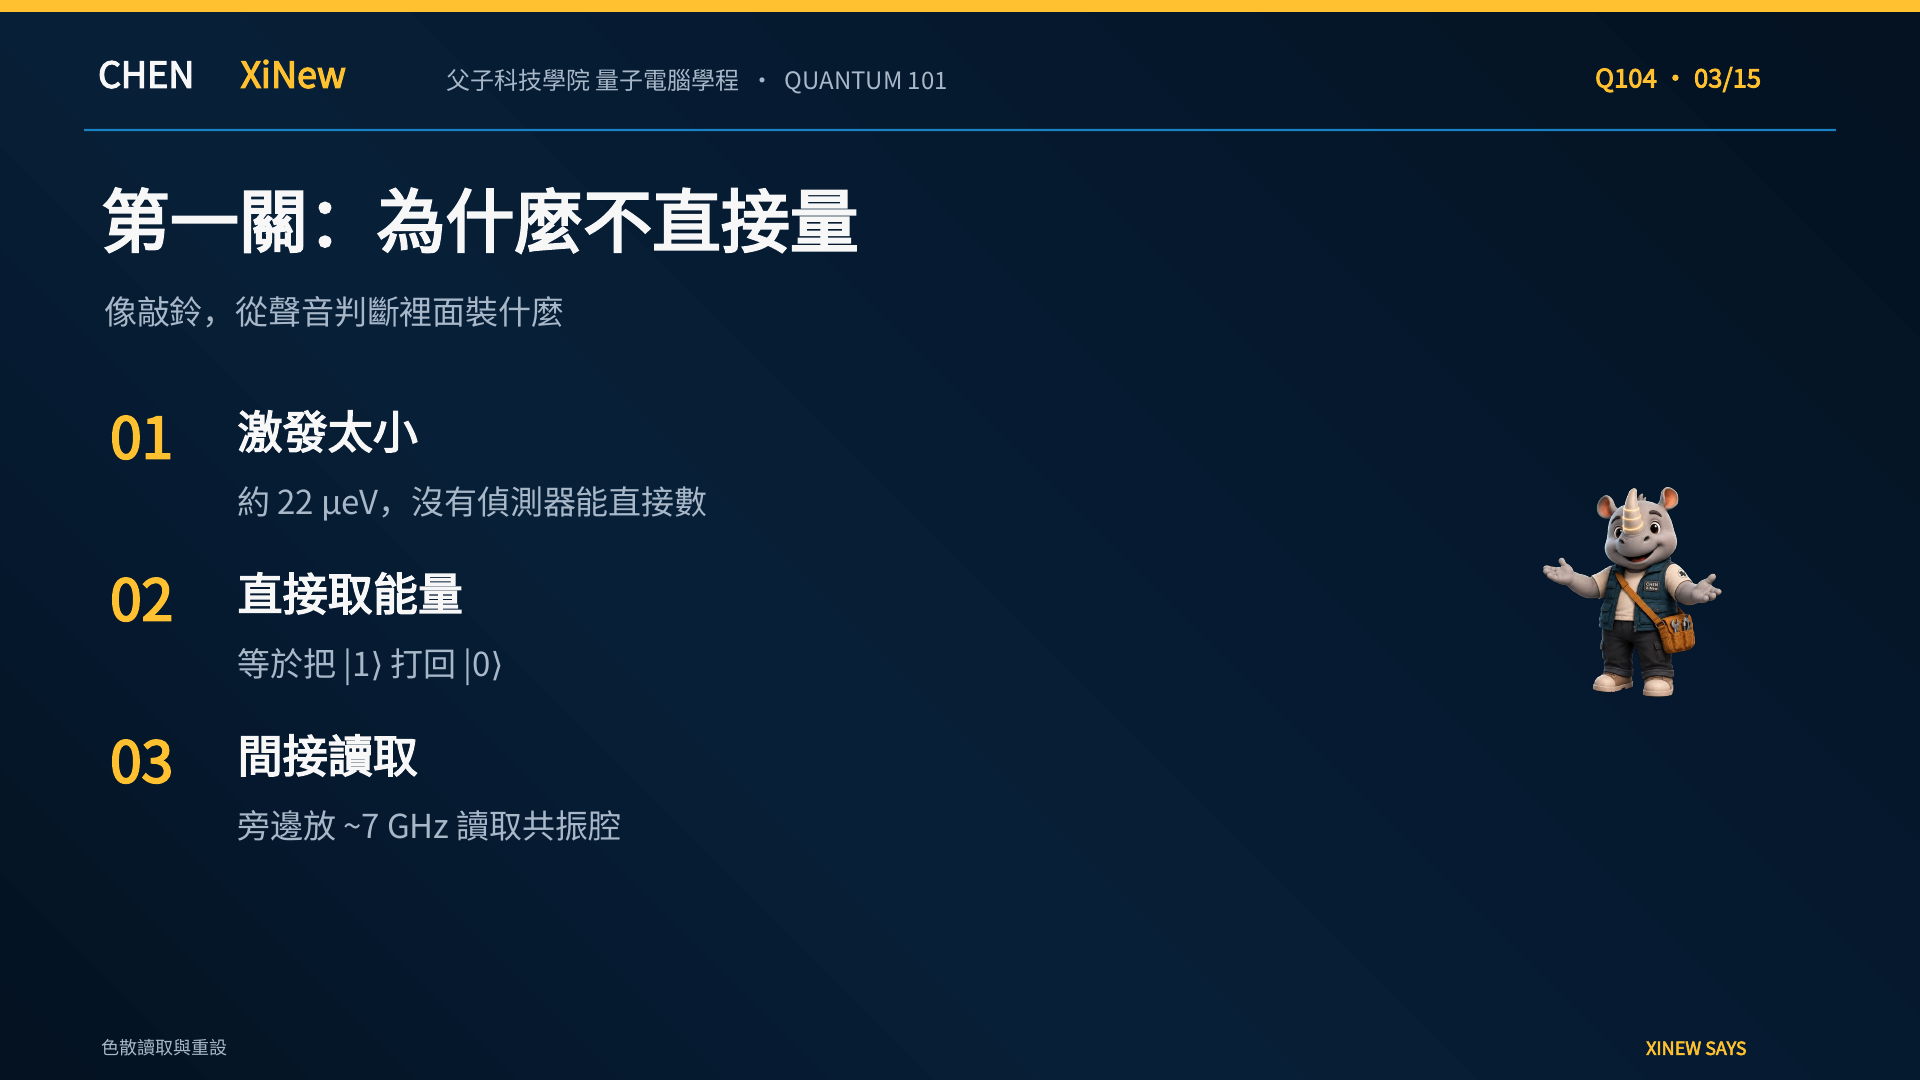 CHEN XiNew 父子科技學院 量子電腦學程 · QUANTUM 101 Q104 · 03/15
第一關：為什麼不直接量
像敲鈴，從聲音判斷裡面裝什麼
01 激發太小
約 22 μeV，沒有偵測器能直接數
02 直接取能量
等於把 |1⟩ 打回 |0⟩
03 間接讀取
旁邊放 ~7 GHz 讀取共振腔
色散讀取與重設 XINEW SAYS